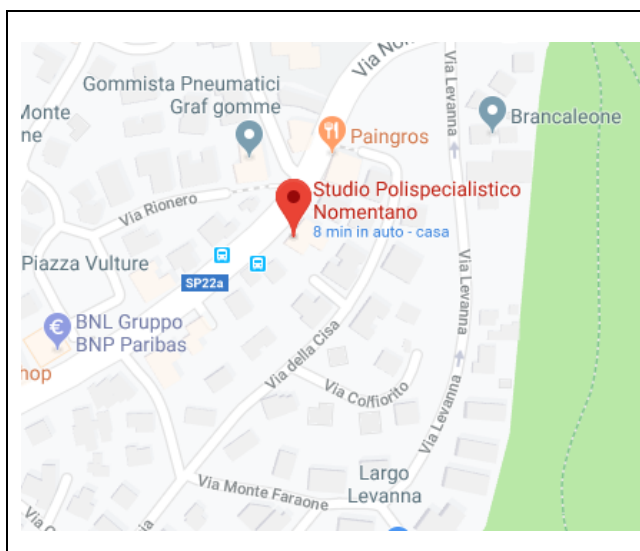 Via Nom
Gommista Pneumatici
Graf gomme
Monte
ne
Paingros
Via Levanna
Brancaleone
Studio Polispecialistico
Nomentano
8 min in auto - casa
Via Rionero
Piazza Vulture
SP22a
Via Levanna
BNL Gruppo
BNP Paribas
hop
Via della Cisa
Via Colfiorito
Via Levanna
Largo
Levanna
Via Monte Faraone